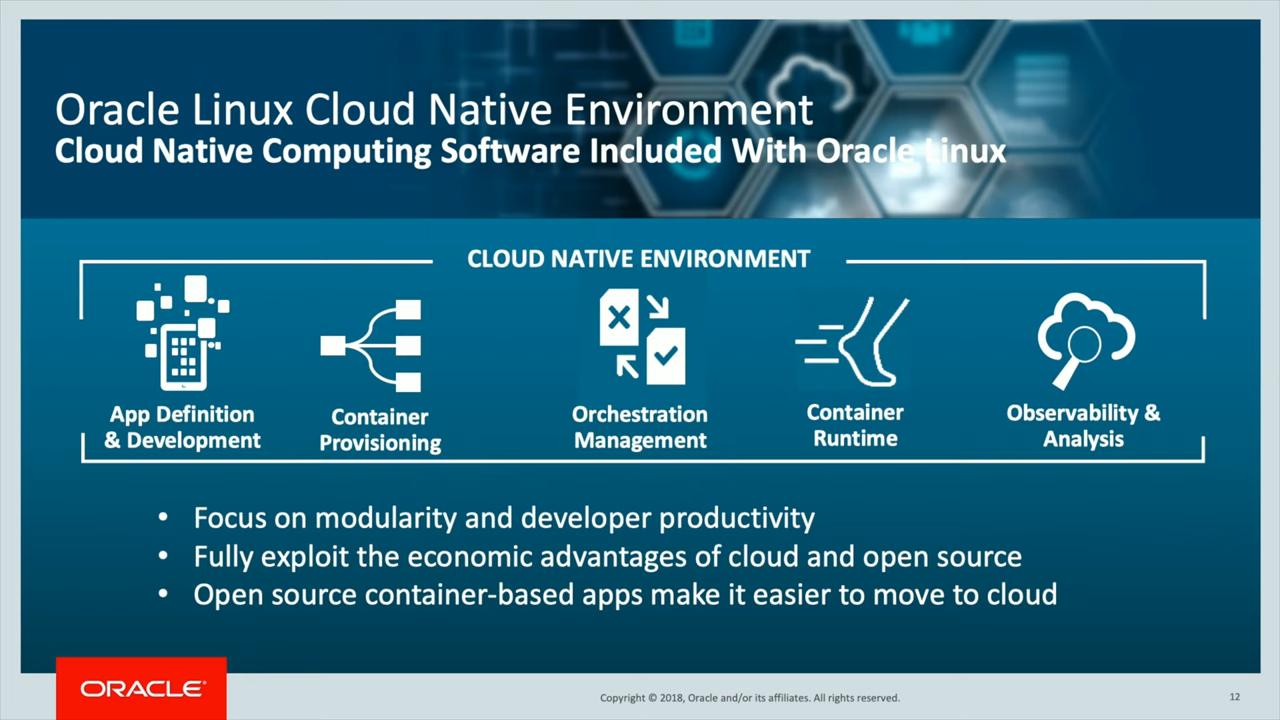 Oracle Linux Cloud Native Environment
Cloud Native Computing Software Included With Oracle Linux
CLOUD NATIVE ENVIRONMENT
App Definition
& Development
Container
Provisioning
Orchestration
Management
Container
Runtime
Observability &
Analysis
• Focus on modularity and developer productivity
• Fully exploit the economic advantages of cloud and open source
• Open source container-based apps make it easier to move to cloud
ORACLE®
Copyright © 2018, Oracle and/or its affiliates. All rights reserved.
12